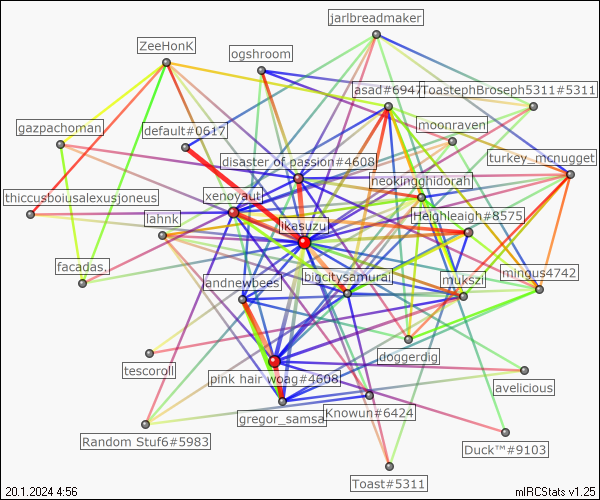 jarlbreadmaker
ZeeHonK
ogshroom
asad#6947
ToastephBroseph5311#5311
gazpachoman
default#0617
moonraven
disaster of passion#4608
turkey_mcnugget
neokingghidorah
thiccusboiusalexusjoneus
xenoyaut
lahnk
ikasuzu
Heighleaigh#8575
facadas.
andnewbees
bigcitysamurai
mukszi
mingus4742
doggerdig
tescoroll
pink hair woag#4608
avelicious
gregor_samsa
Knowun#6424
Random Stuf6#5983
Duck™#9103
Toast#5311
20.1.2024 4:56
mIRCStats v1.25